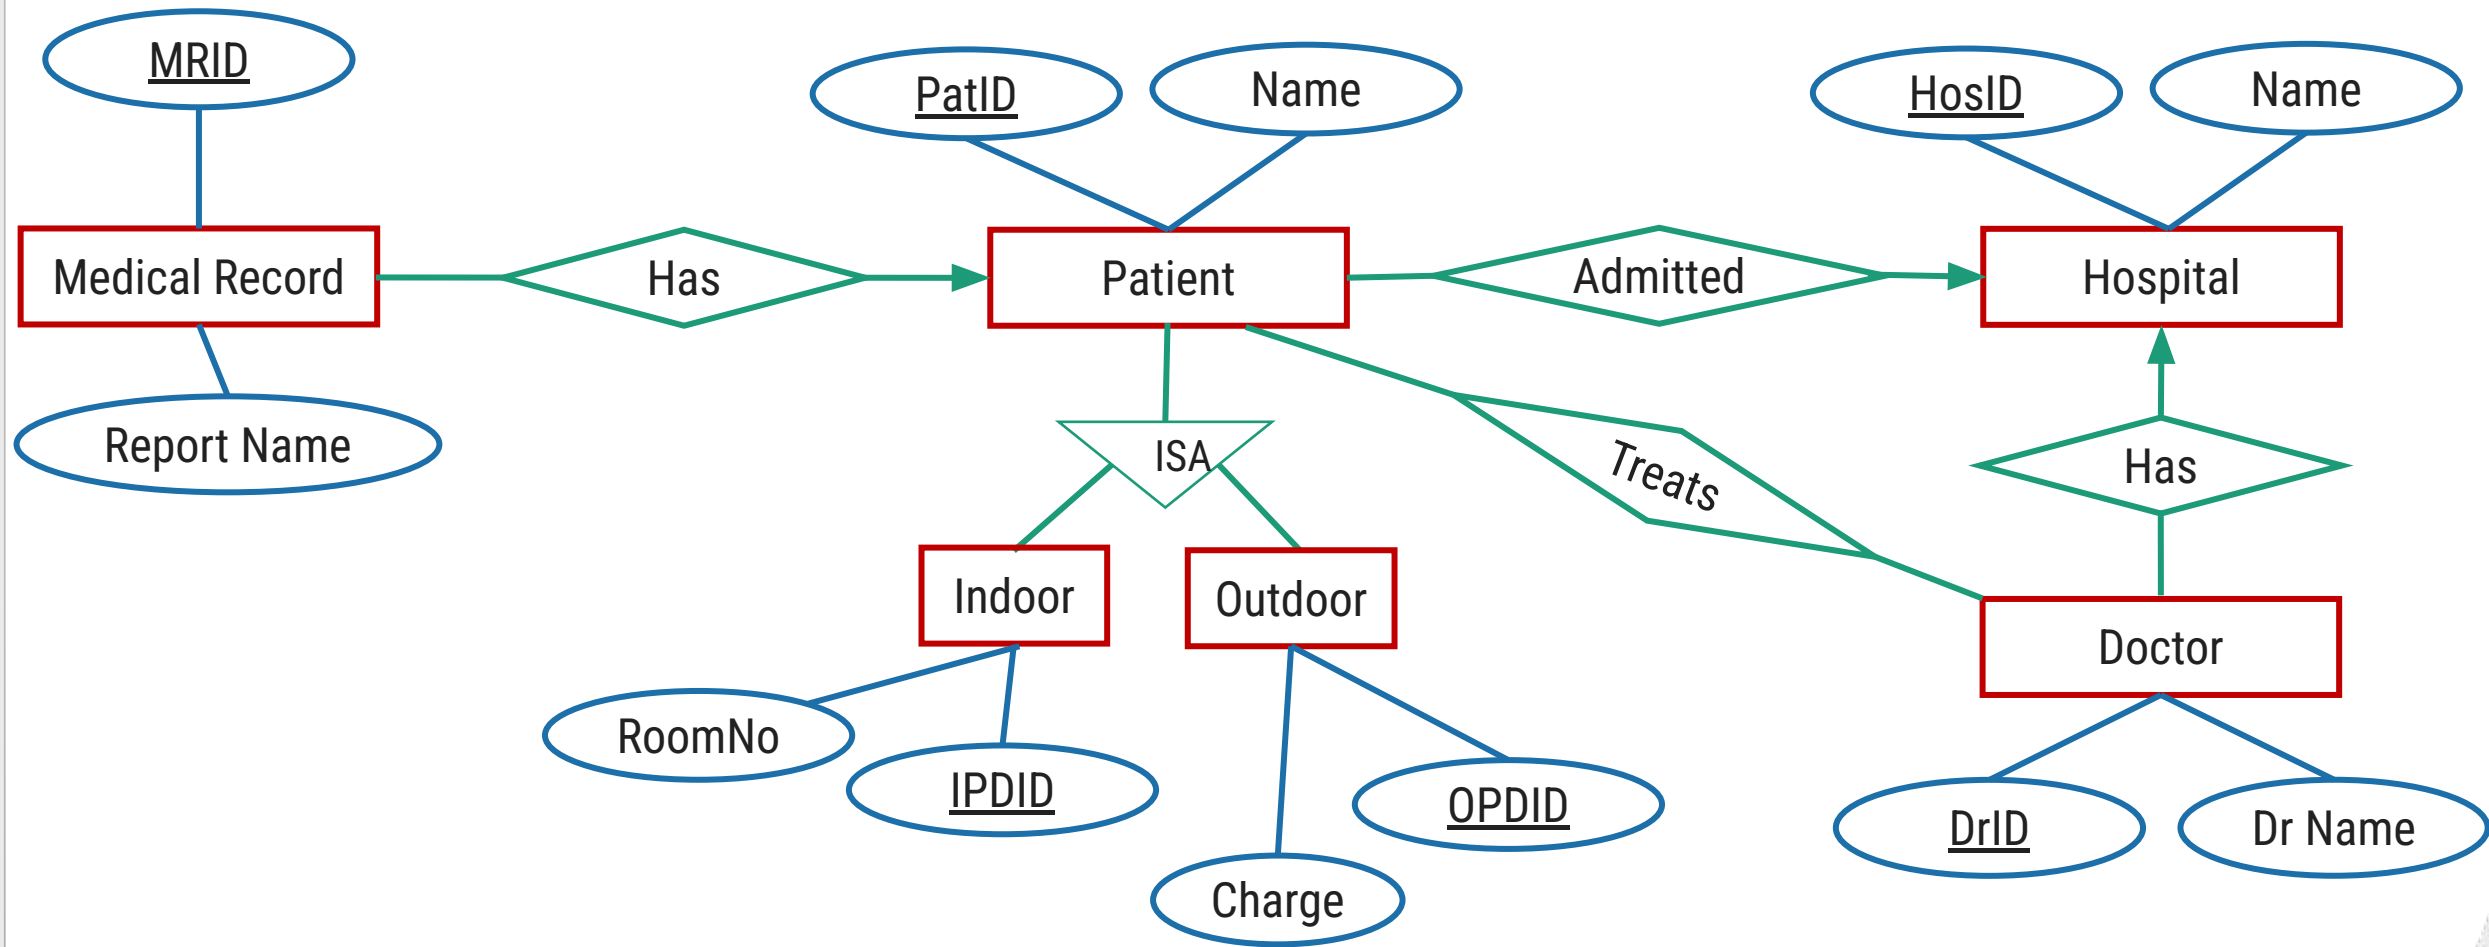 MRID
PatID
Name
HosID
Name
Medical Record
Has
Patient
Admitted
Hospital
Report Name
ISA
Treats
Has
Indoor
Outdoor
Doctor
RoomNo
IPDID
OPDID
DrID
Dr Name
Charge